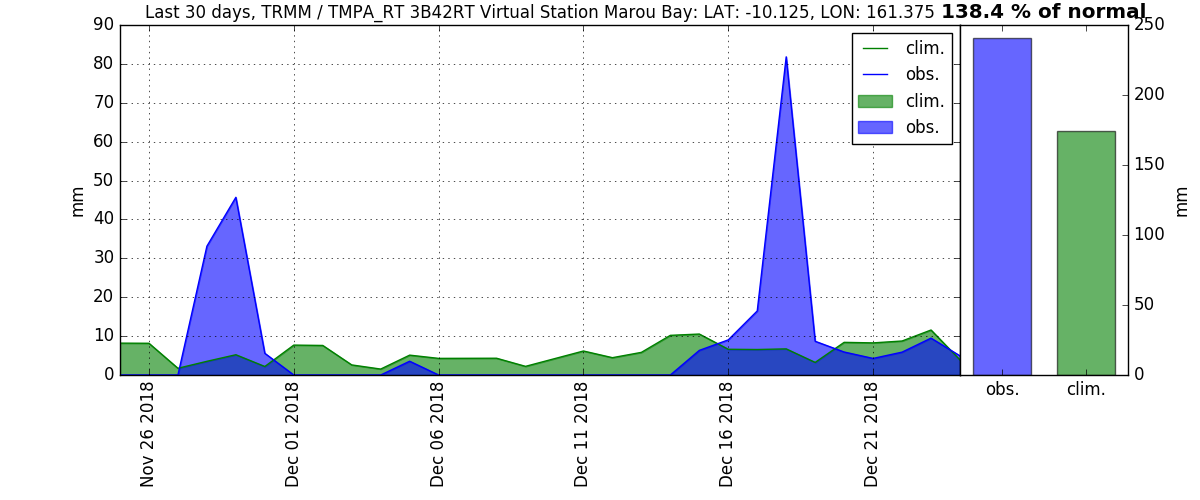 Last 30 days, TRMM / TMPA_RT 3B42RT Virtual Station Marou Bay: LAT: -10.125, LON: 161.375 138.4 % of normal
90
80
70
60
50
40
30
20
10
0
mm
clim.
obs.
clim.
obs.
Nov 26 2018
Dec 01 2018
Dec 06 2018
Dec 11 2018
Dec 16 2018
Dec 21 2018
250
200
150
100
50
0
mm
obs.
clim.